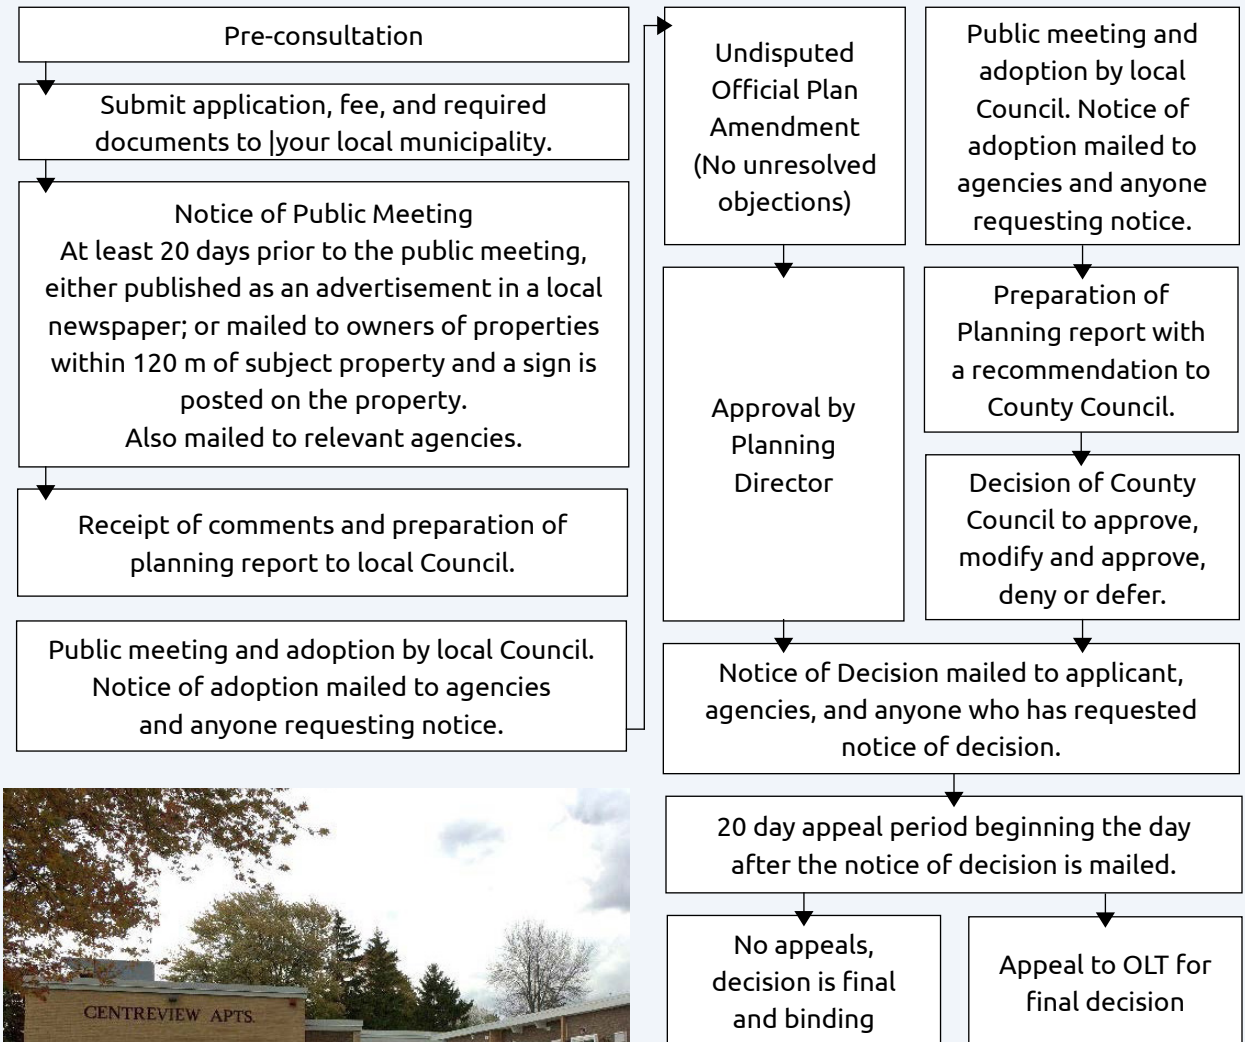 Pre-consultation
Submit application, fee, and required
documents to |your local municipality.
Notice of Public Meeting
At least 20 days prior to the public meeting,
either published as an advertisement in a local
newspaper; or mailed to owners of properties
within 120 m of subject property and a sign is
posted on the property.
Also mailed to relevant agencies.
Receipt of comments and preparation of
planning report to local Council.
Public meeting and adoption by local Council.
Notice of adoption mailed to agencies
and anyone requesting notice.
Undisputed
Official Plan
Amendment
(No unresolved
objections)
Approval by
Planning
Director
Public meeting and
adoption by local
Council. Notice of
adoption mailed to
agencies and anyone
requesting notice.
Preparation of
Planning report with
a recommendation to
County Council.
Decision of County
Council to approve,
modify and approve,
deny or defer.
Notice of Decision mailed to applicant,
agencies, and anyone who has requested
notice of decision.
20 day appeal period beginning the day
after the notice of decision is mailed.
No appeals,
decision is final
and binding
Appeal to OLT for
final decision
CENTREVIEW APTS.